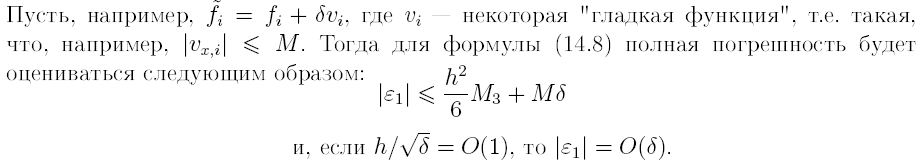 Пусть, например, $\tilde{f}_i = f_i + \delta v_i$, где $v_i$ — некоторая "гладкая функция", т.е. такая,
что, например, $|v_{x,i}| \leqslant M$. Тогда для формулы (14.8) полная погрешность будет
оцениваться следующим образом:
$|\varepsilon_1| \leqslant \frac{h^2}{6} M_3 + M\delta$
и, если $h/\sqrt{\delta} = O(1)$, то $|\varepsilon_1| = O(\delta)$.